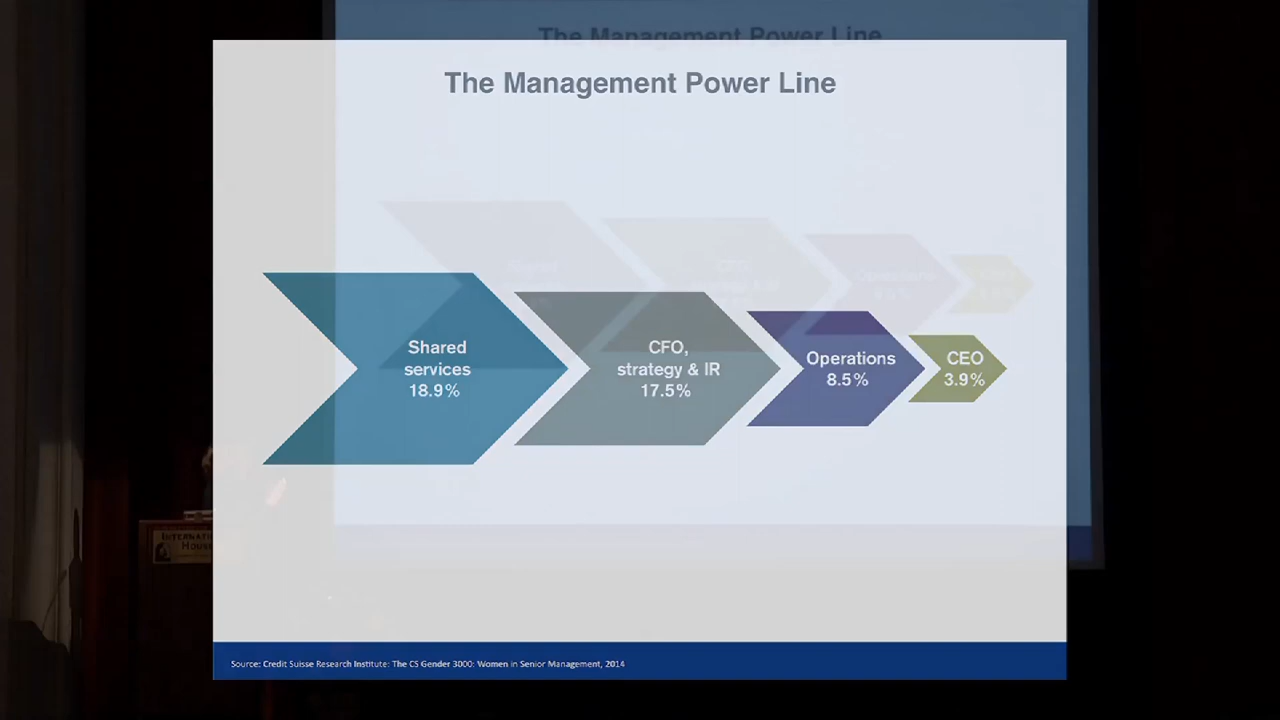 The Management Power Line
The Management Power Line
Shared
services
18.9%
CFO,
strategy & IR
17.5%
Operations
8.5%
CEO
3.9%
Source: Credit Suisse Research Institute: The CS Gender 3000: Women in Senior Management, 2014